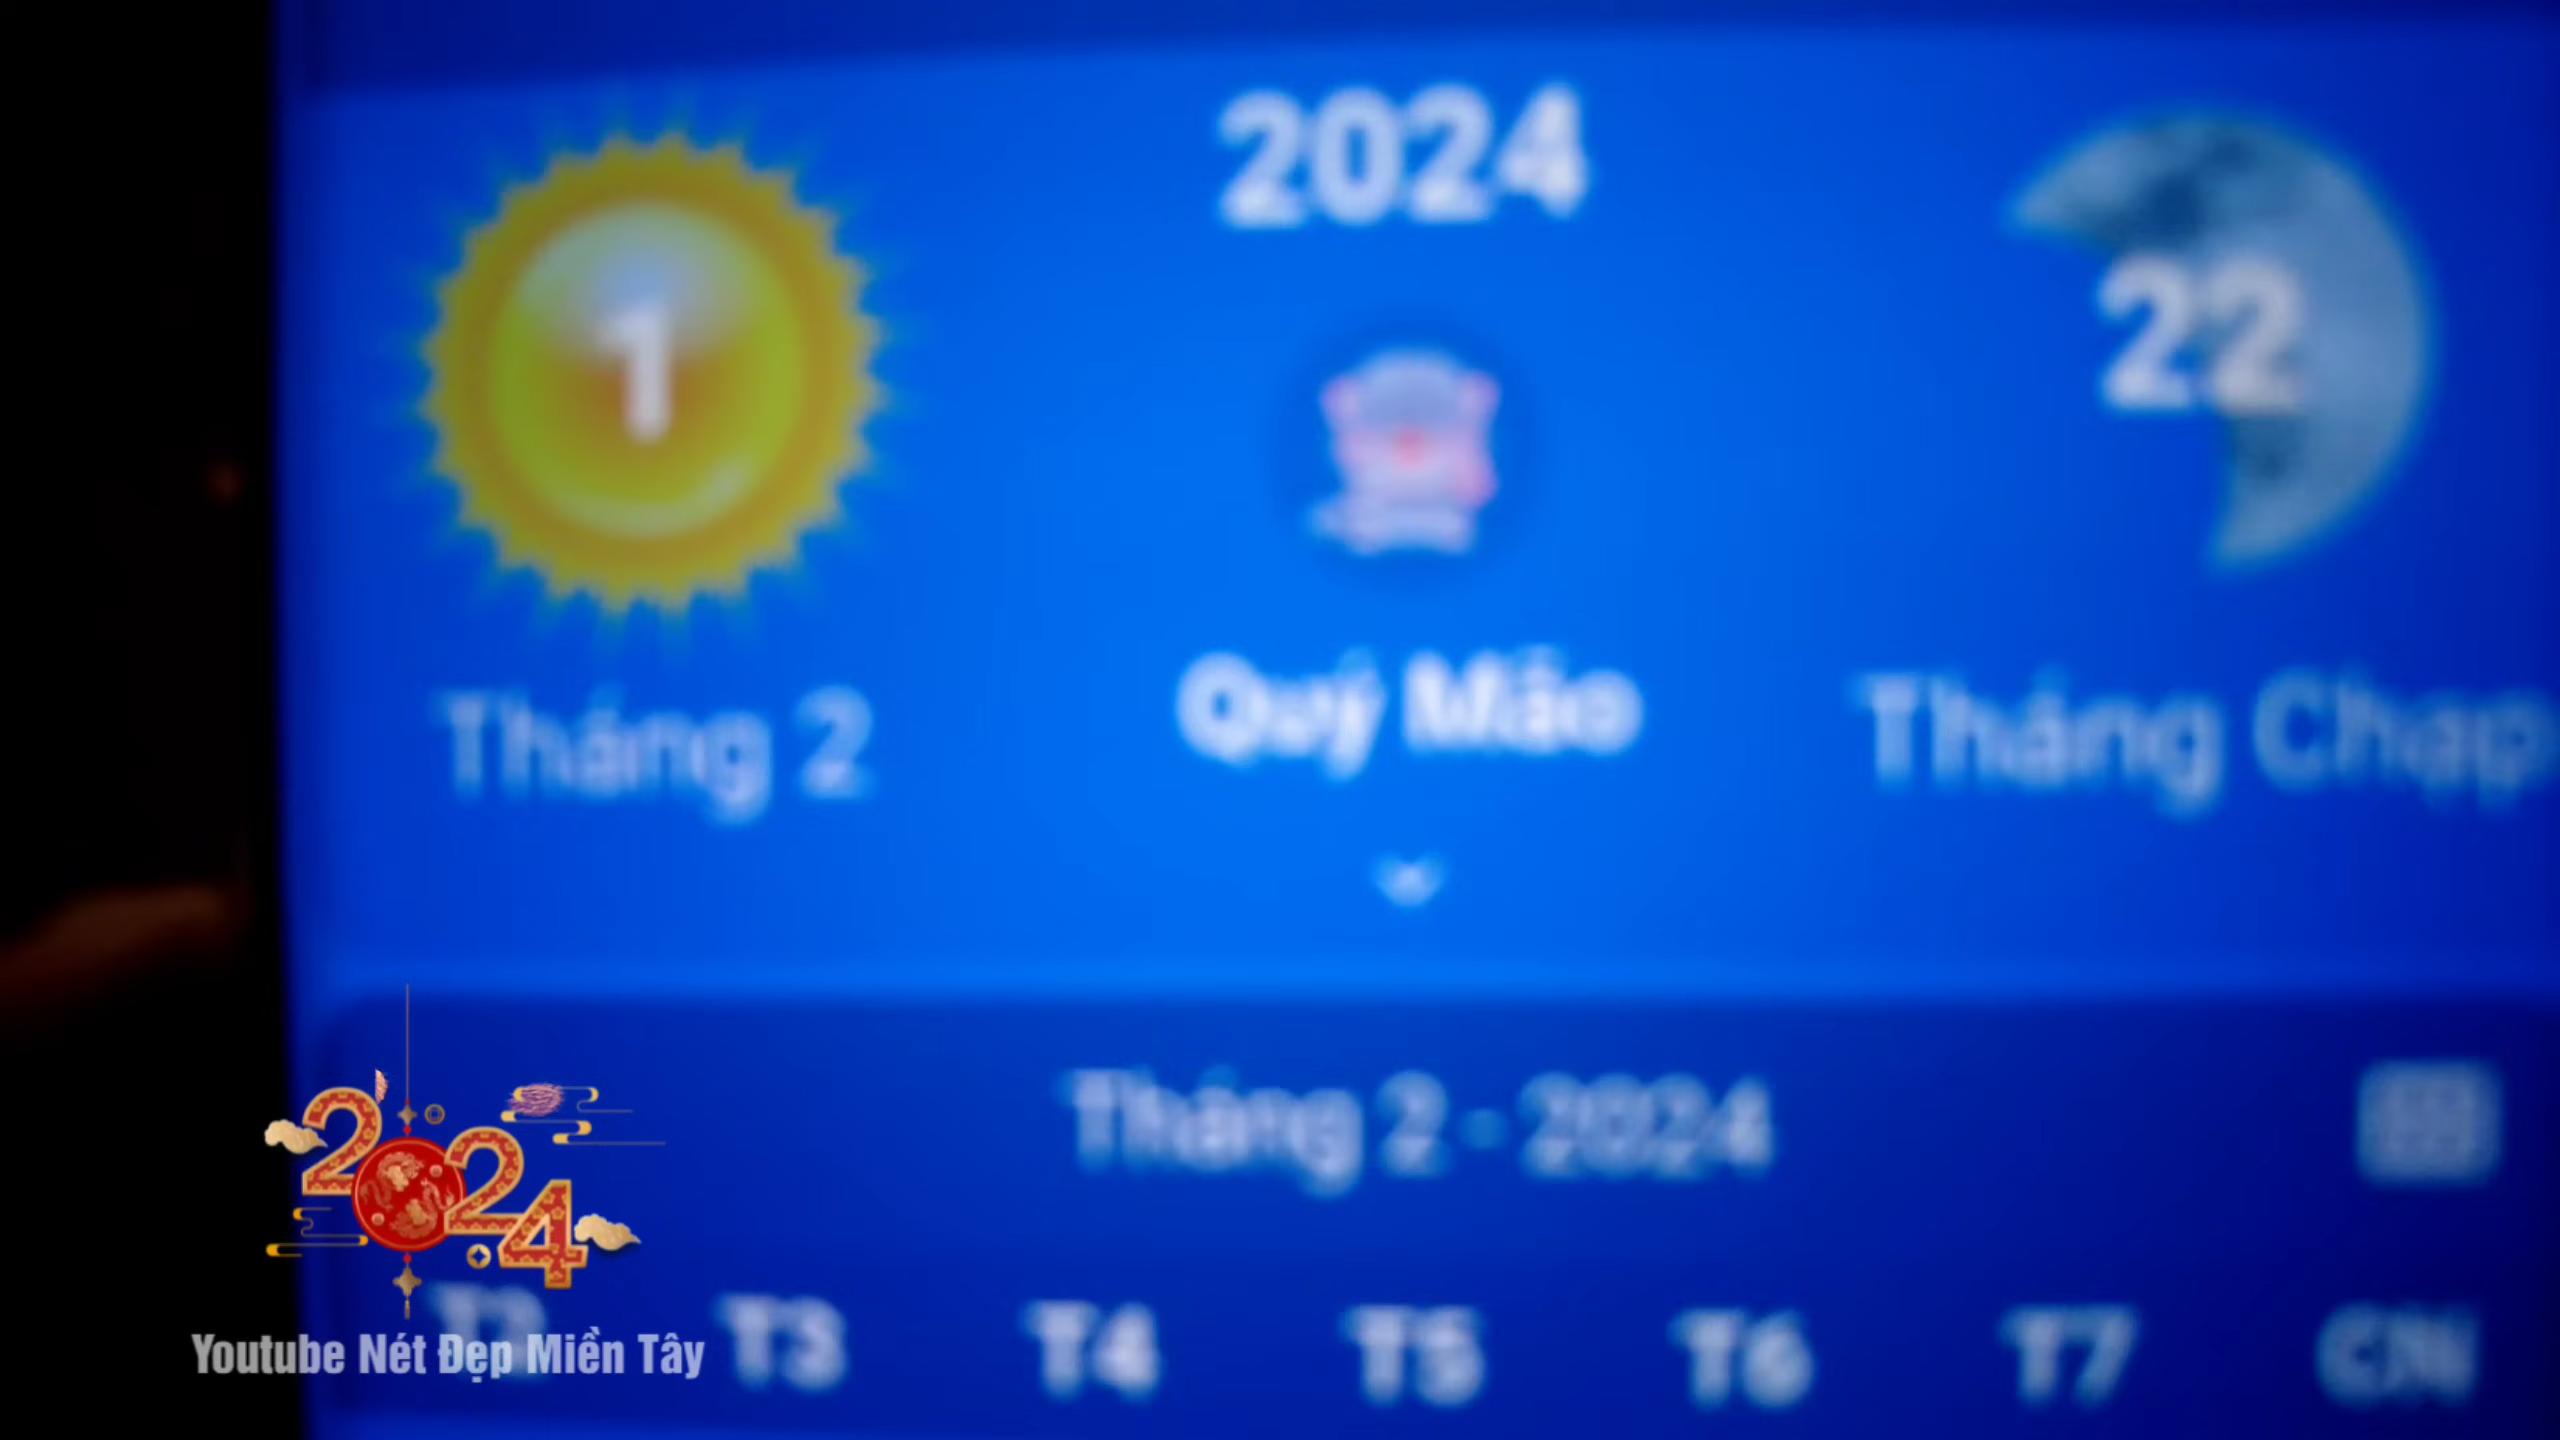 2024
1
22
Tháng 2
Quý Mão
Tháng Chạp
Tháng 2 - 2024
2024
T2 T3 T4 T5 T6 T7 CN
Youtube Nét Đẹp Miền Tây